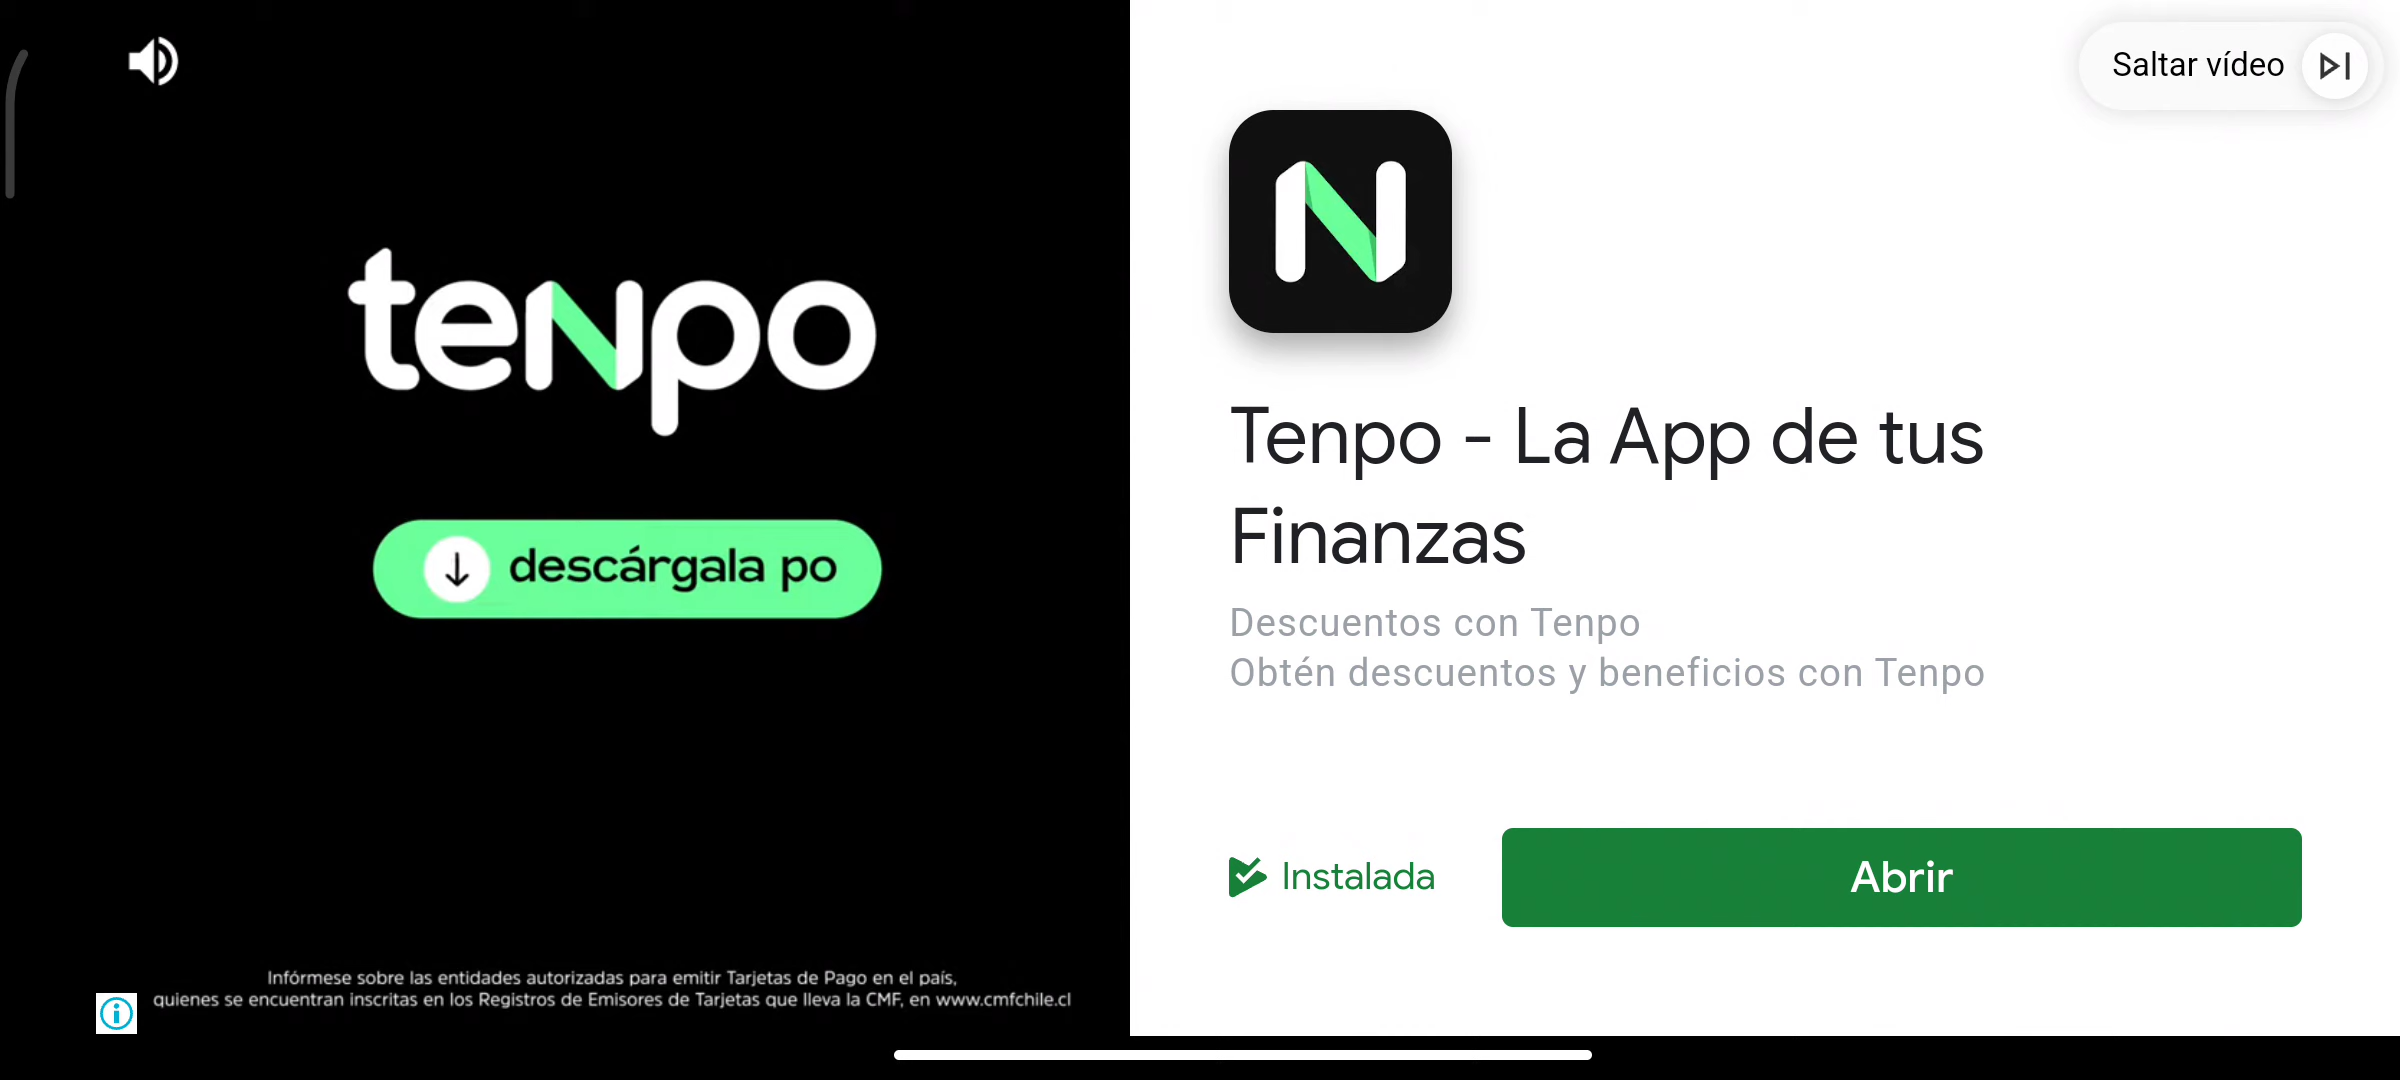 tenpo
descárgala po
Infórmese sobre las entidades autorizadas para emitir Tarjetas de Pago en el país,
quienes se encuentran inscritas en los Registros de Emisores de Tarjetas que lleva la CMF, en www.cmfchile.cl
Saltar vídeo
N
Tenpo - La App de tus
Finanzas
Descuentos con Tenpo
Obtén descuentos y beneficios con Tenpo
Instalada
Abrir